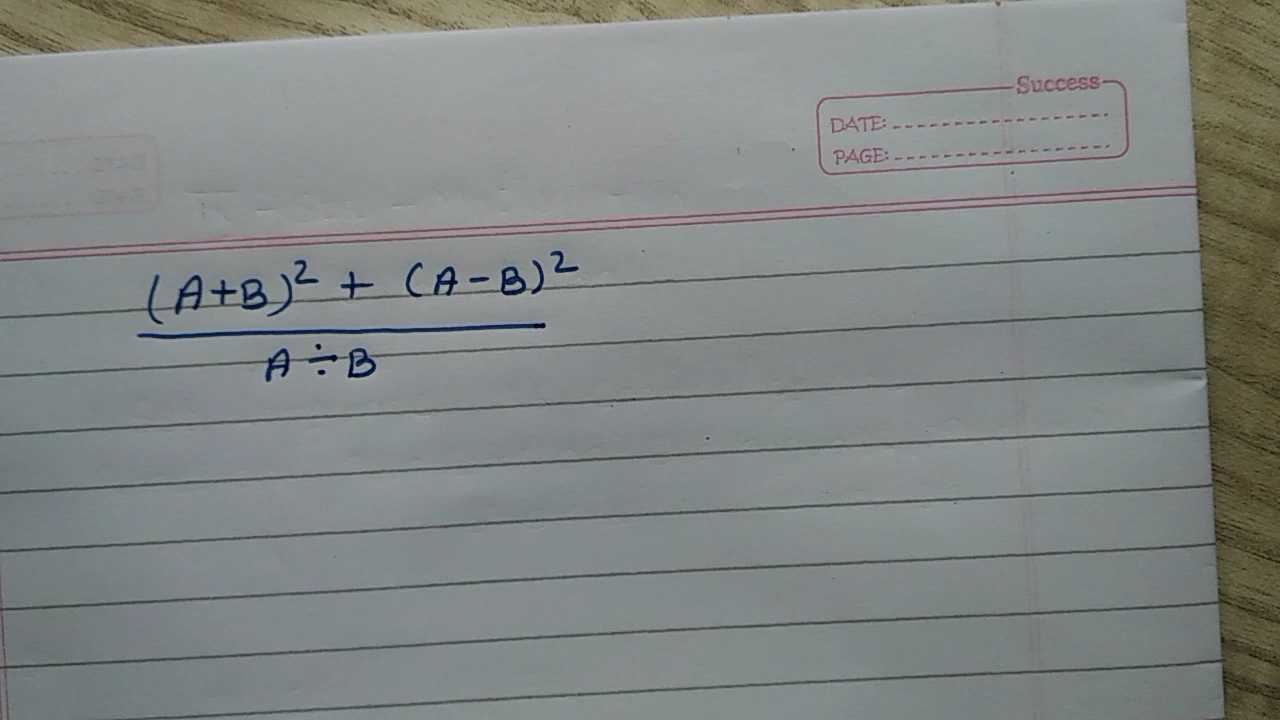 Success
DATE:
PAGE:
(A+B)² + (A-B)²
A ÷ B